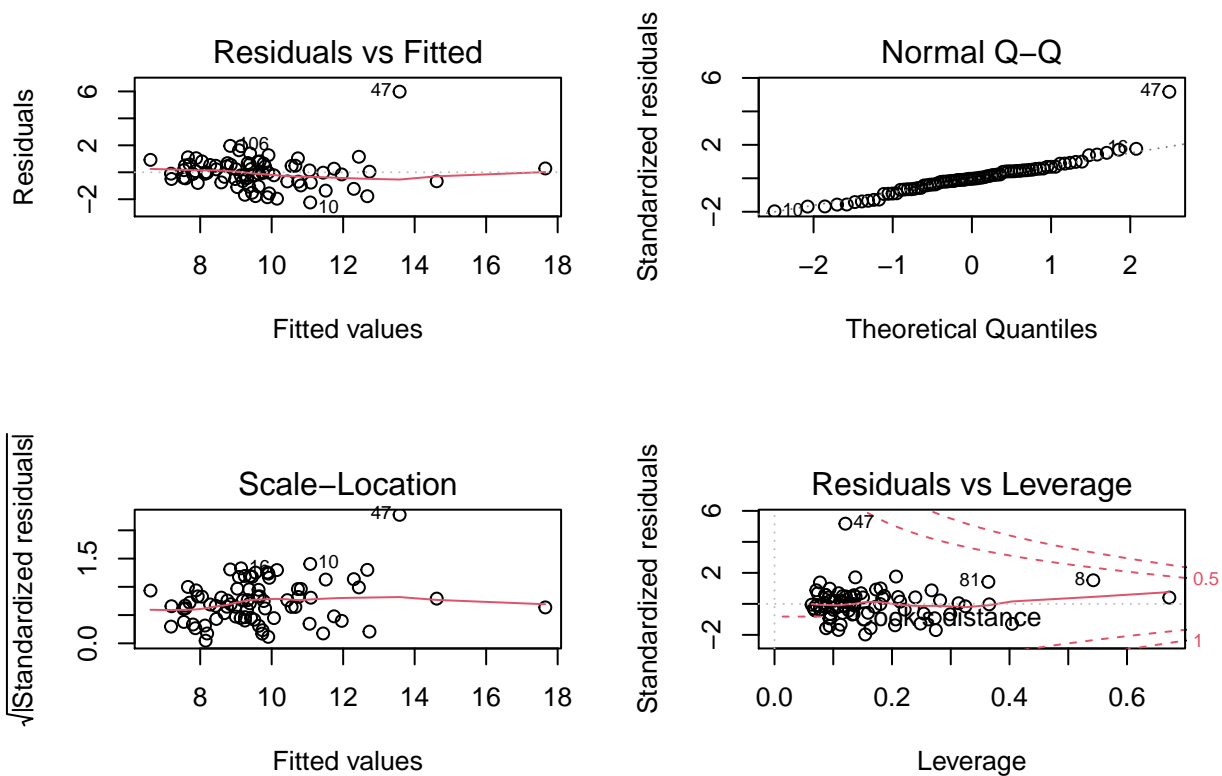 Residuals vs Fitted
Residuals
6
2
−2
47
10
8 10 12 14 16 18
Fitted values
Normal Q−Q
Standardized residuals
6
2
−2
47
16
10
−2 −1 0 1 2
Theoretical Quantiles
Scale−Location
√|Standardized residuals|
1.5
0.0
47
16
10
8 10 12 14 16 18
Fitted values
Residuals vs Leverage
Standardized residuals
6
2
−2
47
81
8
0.5
1
Cook's distance
0.0 0.2 0.4 0.6
Leverage